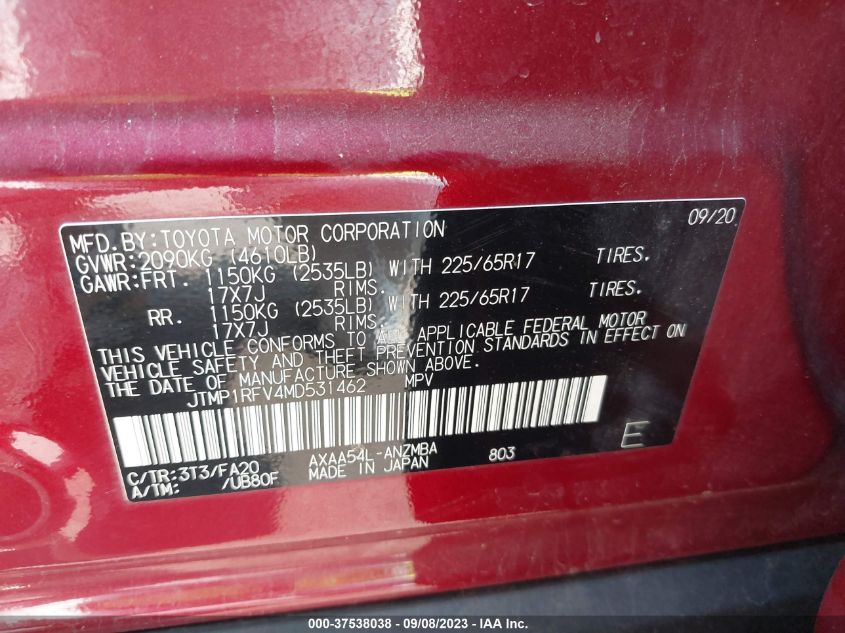 MFD. BY: TOYOTA MOTOR CORPORATION 09/20
GVWR: 2090KG (4610LB)
GAWR: FRT. 1150KG (2535LB) WITH 225/65R17 TIRES.
17X7J RIMS.
RR. 1150KG (2535LB) WITH 225/65R17 TIRES.
17X7J RIMS.
THIS VEHICLE CONFORMS TO ALL APPLICABLE FEDERAL MOTOR
VEHICLE SAFETY AND THEFT PREVENTION STANDARDS IN EFFECT ON
THE DATE OF MANUFACTURE SHOWN ABOVE.
JTMP1RFV4MD531462 MPV
E
C/TR: 3T3/FA20 AXAA54L-ANZMBA 803
A/TM: /UB80F MADE IN JAPAN
000-37538038 - 09/08/2023 - © IAA Inc.